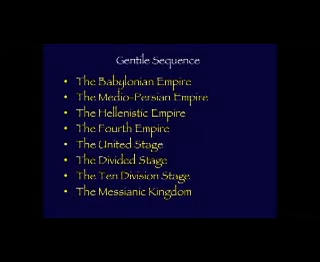 Gentile Sequence
• The Babylonian Empire
• The Medio-Persian Empire
• The Hellenistic Empire
• The Fourth Empire
• The United Stage
• The Divided Stage
• The Ten Division Stage
• The Messianic Kingdom